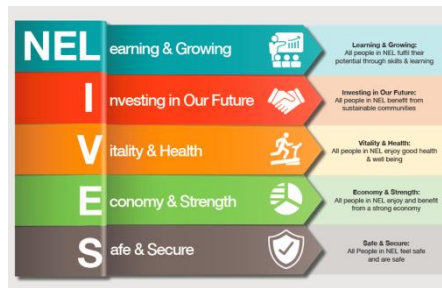 NEL earning & Growing
Learning & Growing:
All people in NEL fulfil their
potential through skills & learning
I nvesting in Our Future
Investing in Our Future:
All people in NEL benefit from
sustainable communities
V itality & Health
Vitality & Health:
All people in NEL enjoy good health
& well being
E conomy & Strength
Economy & Strength:
All people in NEL enjoy and benefit
from a strong economy
S afe & Secure
Safe & Secure:
All People in NEL feel safe
and are safe